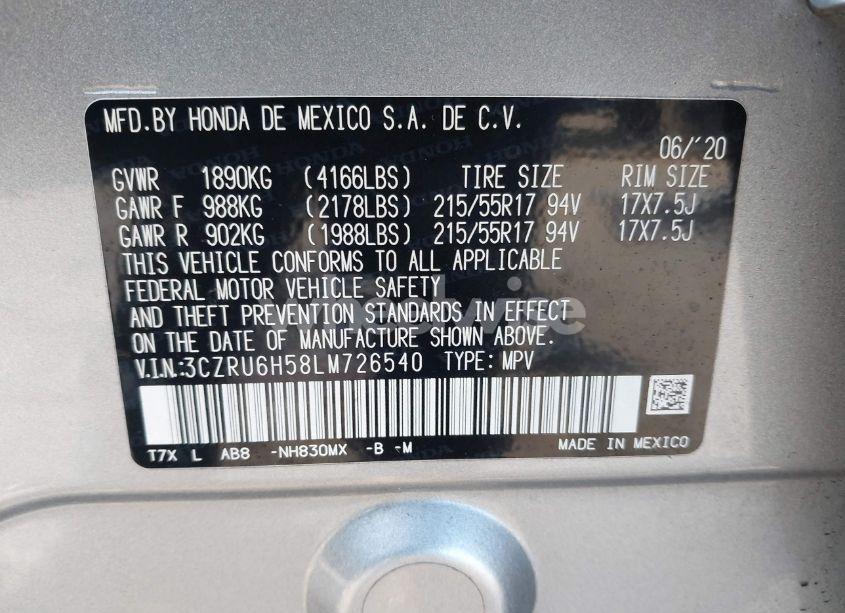 MFD.BY HONDA DE MEXICO S.A. DE C.V.
06/'20
GVWR 1890KG (4166LBS) TIRE SIZE RIM SIZE
GAWR F 988KG (2178LBS) 215/55R17 94V 17X7.5J
GAWR R 902KG (1988LBS) 215/55R17 94V 17X7.5J
THIS VEHICLE CONFORMS TO ALL APPLICABLE
FEDERAL MOTOR VEHICLE SAFETY
AND THEFT PREVENTION STANDARDS IN EFFECT
ON THE DATE OF MANUFACTURE SHOWN ABOVE.
V.I.N.:3CZRU6H58LM726540 TYPE: MPV
T7X L AB8 -NH830MX -B -M MADE IN MEXICO